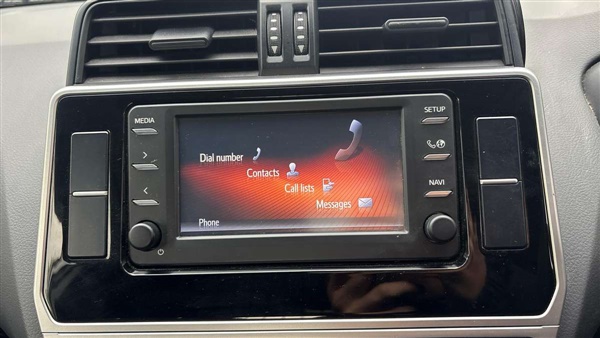 MEDIA
SETUP
NAVI
Dial number
Contacts
Call lists
Messages
Phone